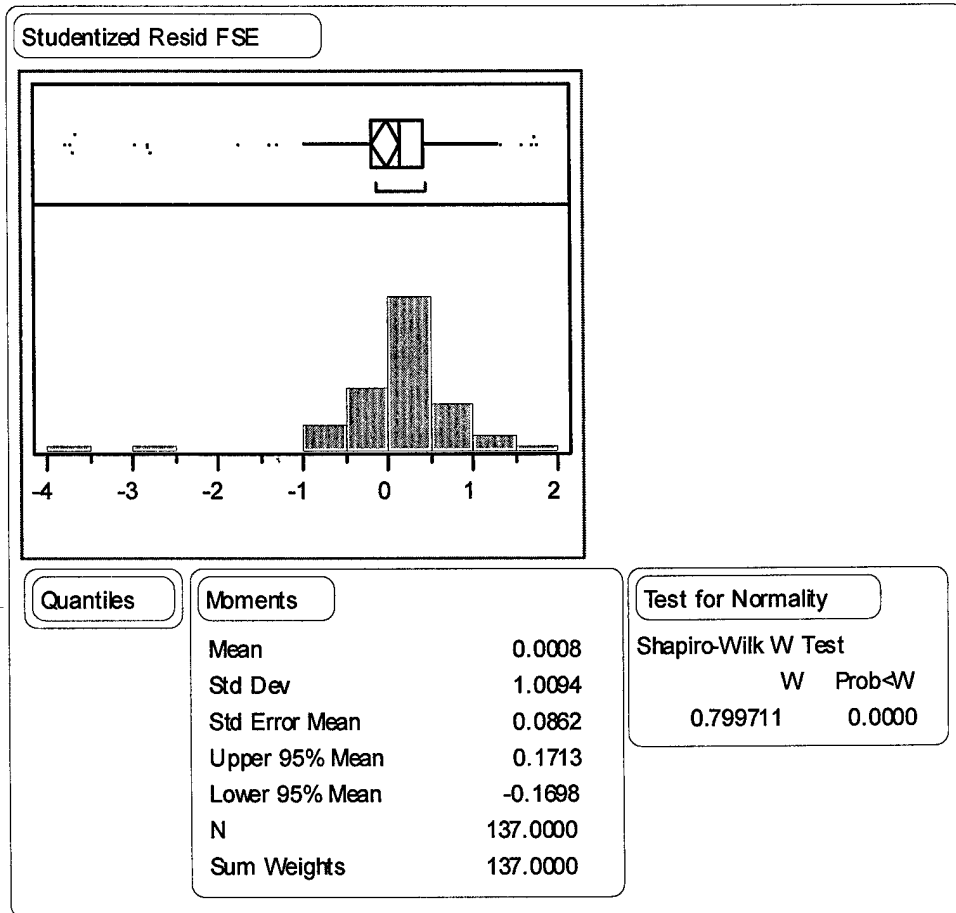 Studentized Resid FSE
-4 -3 -2 -1 0 1 2
Quantiles
Moments
Mean 0.0008
Std Dev 1.0094
Std Error Mean 0.0862
Upper 95% Mean 0.1713
Lower 95% Mean -0.1698
N 137.0000
Sum Weights 137.0000
Test for Normality
Shapiro-Wilk W Test
W Prob<W
0.799711 0.0000